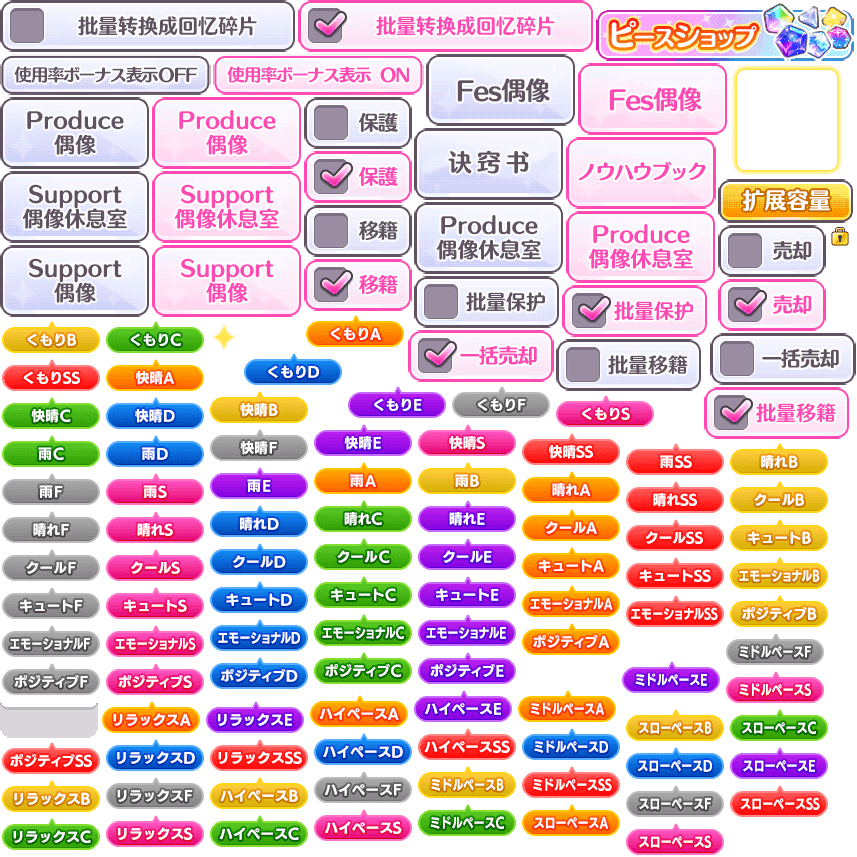 批量转换成回忆碎片
批量转换成回忆碎片
ピースショップ
使用率ボーナス表示OFF
使用率ボーナス表示 ON
Fes偶像
Fes偶像
Produce
偶像
Produce
偶像
保護
诀窍书
ノウハウブック
保護
Support
偶像休息室
Support
偶像休息室
扩展容量
移籍
Produce
偶像休息室
Produce
偶像休息室
売却
Support
偶像
Support
偶像
移籍
批量保护
批量保护
売却
くもりB
くもりC
くもりA
一括売却
批量移籍
一括売却
くもりSS
快晴A
くもりD
批量移籍
快晴C
快晴D
快晴B
くもりE
くもりF
くもりS
雨C
雨D
快晴F
快晴E
快晴S
快晴SS
雨SS
晴れB
雨F
雨S
雨E
雨A
雨B
晴れA
晴れSS
クールB
晴れF
晴れS
晴れD
晴れC
晴れE
クールA
クールSS
キュートB
クールF
クールS
クールD
クールC
クールE
キュートA
キュートSS
エモーショナルB
キュートF
キュートS
キュートD
キュートC
キュートE
エモーショナルA
エモーショナルSS
ポジティブB
エモーショナルF
エモーショナルS
エモーショナルD
エモーショナルC
エモーショナルE
ポジティブA
ミドルペースF
ポジティブF
ポジティブS
ポジティブD
ポジティブC
ポジティブE
ミドルペースE
ミドルペースS
リラックスA
リラックスE
ハイペースA
ハイペースE
ミドルペースA
スローペースB
スローペースC
ポジティブSS
リラックスD
リラックスSS
ハイペースD
ハイペースSS
ミドルペースD
スローペースD
スローペースE
リラックスB
リラックスF
ハイペースB
ハイペースF
ミドルペースB
ミドルペースSS
スローペースF
スローペースSS
リラックスC
リラックスS
ハイペースC
ハイペースS
ミドルペースC
スローペースA
スローペースS